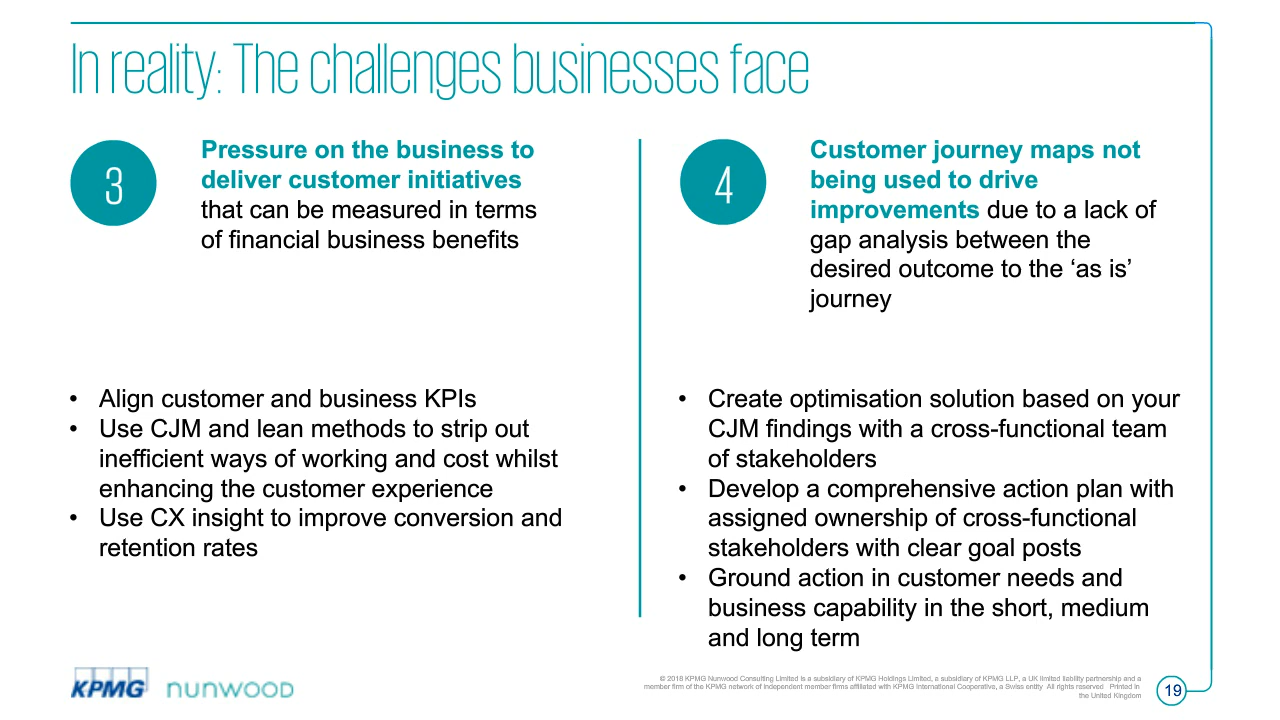 In reality: The challenges businesses face
3
Pressure on the business to
deliver customer initiatives
that can be measured in terms
of financial business benefits
• Align customer and business KPIs
• Use CJM and lean methods to strip out
inefficient ways of working and cost whilst
enhancing the customer experience
• Use CX insight to improve conversion and
retention rates
4
Customer journey maps not
being used to drive
improvements due to a lack of
gap analysis between the
desired outcome to the ‘as is’
journey
• Create optimisation solution based on your
CJM findings with a cross-functional team
of stakeholders
• Develop a comprehensive action plan with
assigned ownership of cross-functional
stakeholders with clear goal posts
• Ground action in customer needs and
business capability in the short, medium
and long term
KPMG nunwood
© 2016 KPMG Nunwood Consulting Limited is a subsidiary of KPMG Holdings Limited, a subsidiary of KPMG LLP, a UK limited liability partnership and a
member firm of the KPMG network of independent member firms affiliated with KPMG International Cooperative, a Swiss entity All rights reserved Printed in
the United Kingdom
19